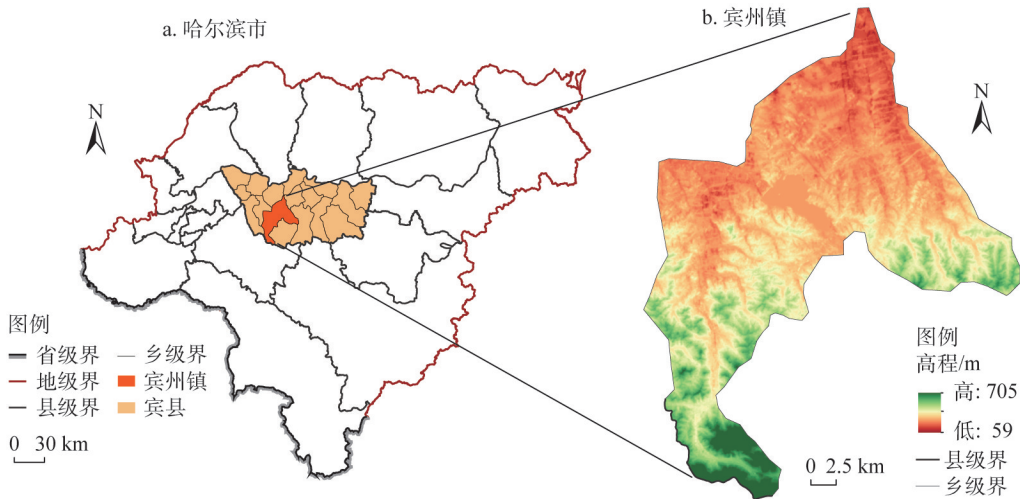 a. 哈尔滨市
N
图例
省级界
乡级界
地级界
宾州镇
县级界
宾县
0 30 km
b. 宾州镇
N
图例
高程/m
高: 705
低: 59
县级界
乡级界
0 2.5 km